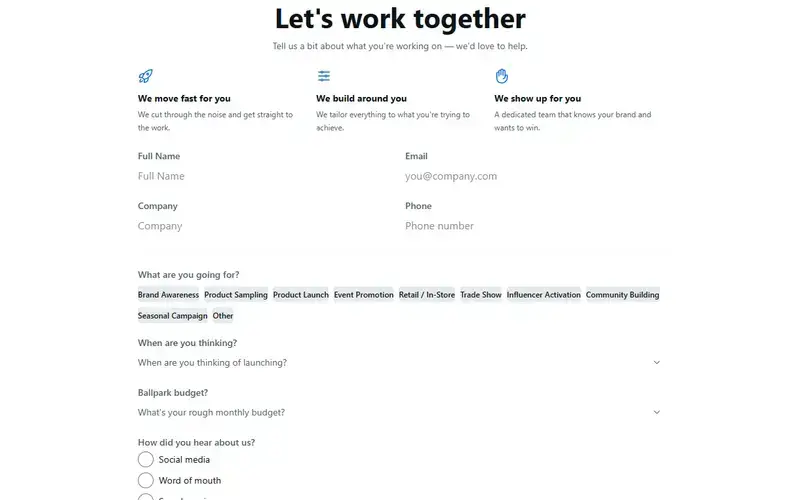 Let's work together
Tell us a bit about what you're working on — we'd love to help.
We move fast for you
We cut through the noise and get straight to
the work.
We build around you
We tailor everything to what you're trying to
achieve.
We show up for you
A dedicated team that knows your brand and
wants to win.
Full Name
Full Name
Email
you@company.com
Company
Company
Phone
Phone number
What are you going for?
Brand Awareness Product Sampling Product Launch Event Promotion Retail / In-Store Trade Show Influencer Activation Community Building
Seasonal Campaign Other
When are you thinking?
When are you thinking of launching?
Ballpark budget?
What's your rough monthly budget?
How did you hear about us?
Social media
Word of mouth